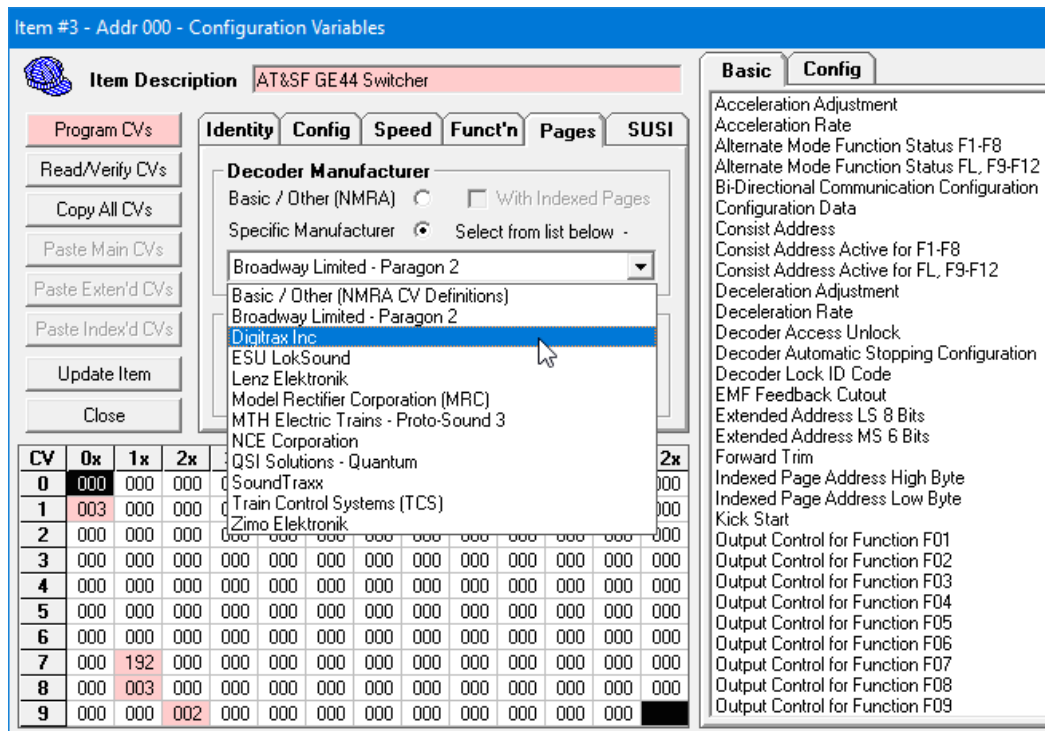 Item #3 - Addr 000 - Configuration Variables
Item Description AT&SF GE44 Switcher
Program CVs
Read/Verify CVs
Copy All CVs
Paste Main CVs
Paste Exten'd CVs
Paste Index'd CVs
Update Item
Close
Identity Config Speed Funct'n Pages SUSI
Decoder Manufacturer
Basic / Other (NMRA) With Indexed Pages
Specific Manufacturer Select from list below -
Broadway Limited - Paragon 2
Basic / Other (NMRA CV Definitions)
Broadway Limited - Paragon 2
Digitrax Inc
ESU LokSound
Lenz Elektronik
Model Rectifier Corporation (MRC)
MTH Electric Trains - Proto-Sound 3
NCE Corporation
QSI Solutions - Quantum
SoundTraxx
Train Control Systems (TCS)
Zimo Elektronik
CV 0x 1x 2x 2x
0 000 000 000 000
1 003 000 000 000
2 000 000 000 000 000 000 000 000 000 000 000
3 000 000 000 000 000 000 000 000 000 000 000
4 000 000 000 000 000 000 000 000 000 000 000
5 000 000 000 000 000 000 000 000 000 000 000
6 000 000 000 000 000 000 000 000 000 000 000
7 000 192 000 000 000 000 000 000 000 000 000
8 000 003 000 000 000 000 000 000 000 000 000
9 000 000 002 000 000 000 000 000 000 000
Basic Config
Acceleration Adjustment
Acceleration Rate
Alternate Mode Function Status F1-F8
Alternate Mode Function Status FL, F9-F12
Bi-Directional Communication Configuration
Configuration Data
Consist Address
Consist Address Active for F1-F8
Consist Address Active for FL, F9-F12
Deceleration Adjustment
Deceleration Rate
Decoder Access Unlock
Decoder Automatic Stopping Configuration
Decoder Lock ID Code
EMF Feedback Cutout
Extended Address LS 8 Bits
Extended Address MS 6 Bits
Forward Trim
Indexed Page Address High Byte
Indexed Page Address Low Byte
Kick Start
Output Control for Function F01
Output Control for Function F02
Output Control for Function F03
Output Control for Function F04
Output Control for Function F05
Output Control for Function F06
Output Control for Function F07
Output Control for Function F08
Output Control for Function F09